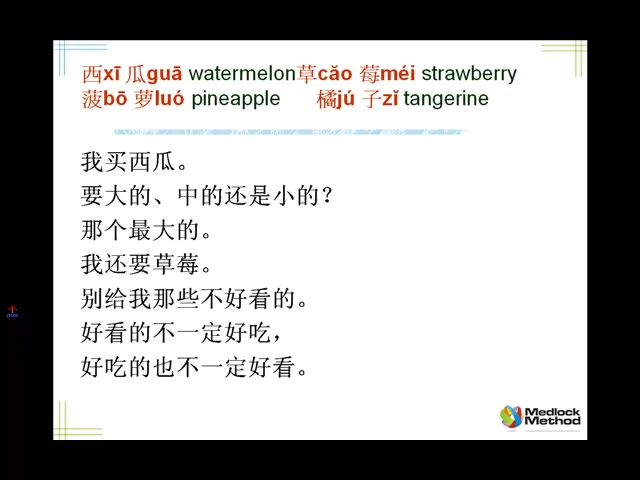 西xī 瓜guā watermelon草cǎo 莓méi strawberry
菠bō 萝luó pineapple 橘jú 子zǐ tangerine
我买西瓜。
要大的、中的还是小的?
那个最大的。
我还要草莓。
别给我那些不好看的。
好看的不一定好吃，
好吃的也不一定好看。
Medlock
Method